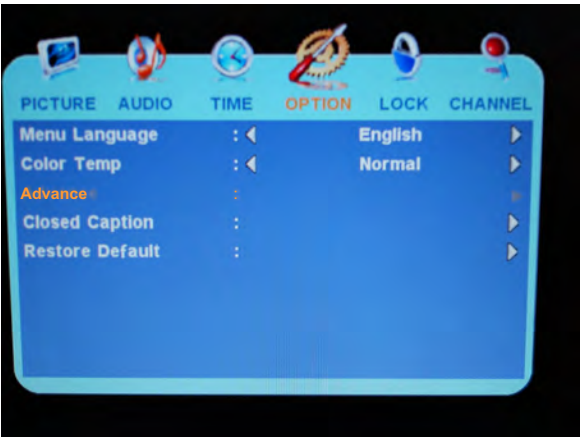 PICTURE AUDIO TIME OPTION LOCK CHANNEL
Menu Language : English
Color Temp : Normal
Advance :
Closed Caption :
Restore Default :